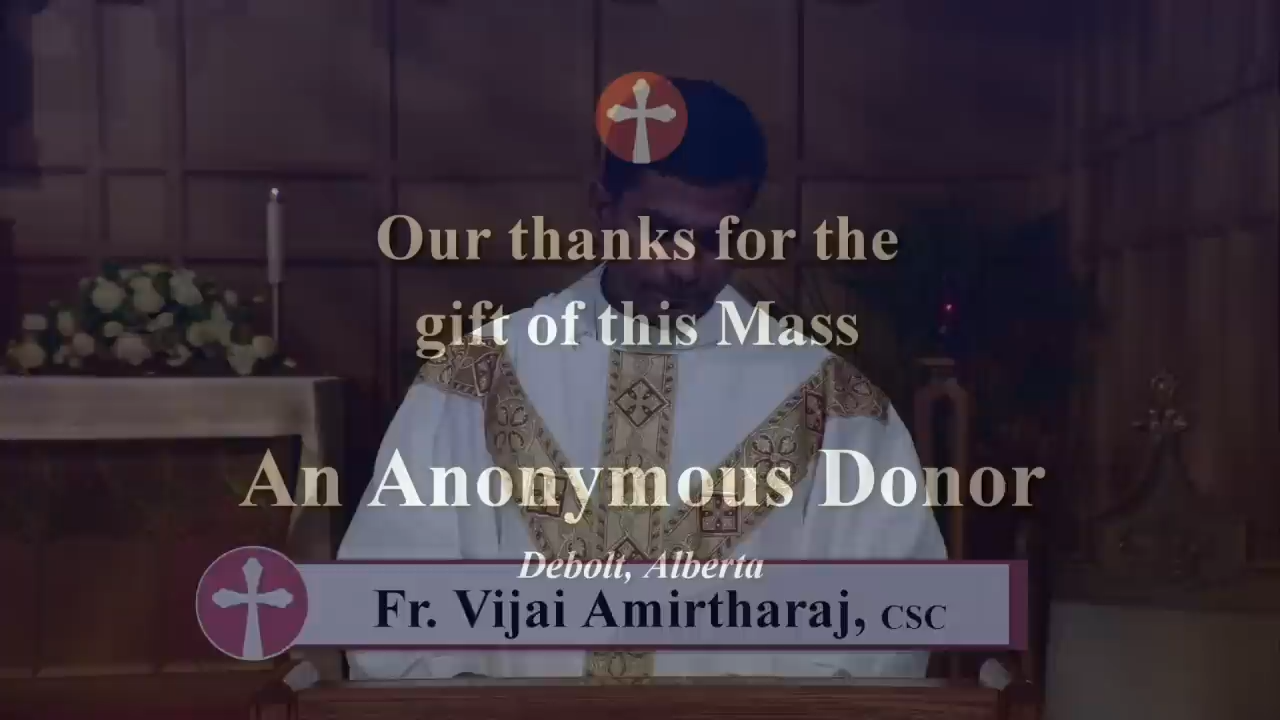 Our thanks for the
gift of this Mass
An Anonymous Donor
Debolt, Alberta
Fr. Vijai Amirtharaj, CSC